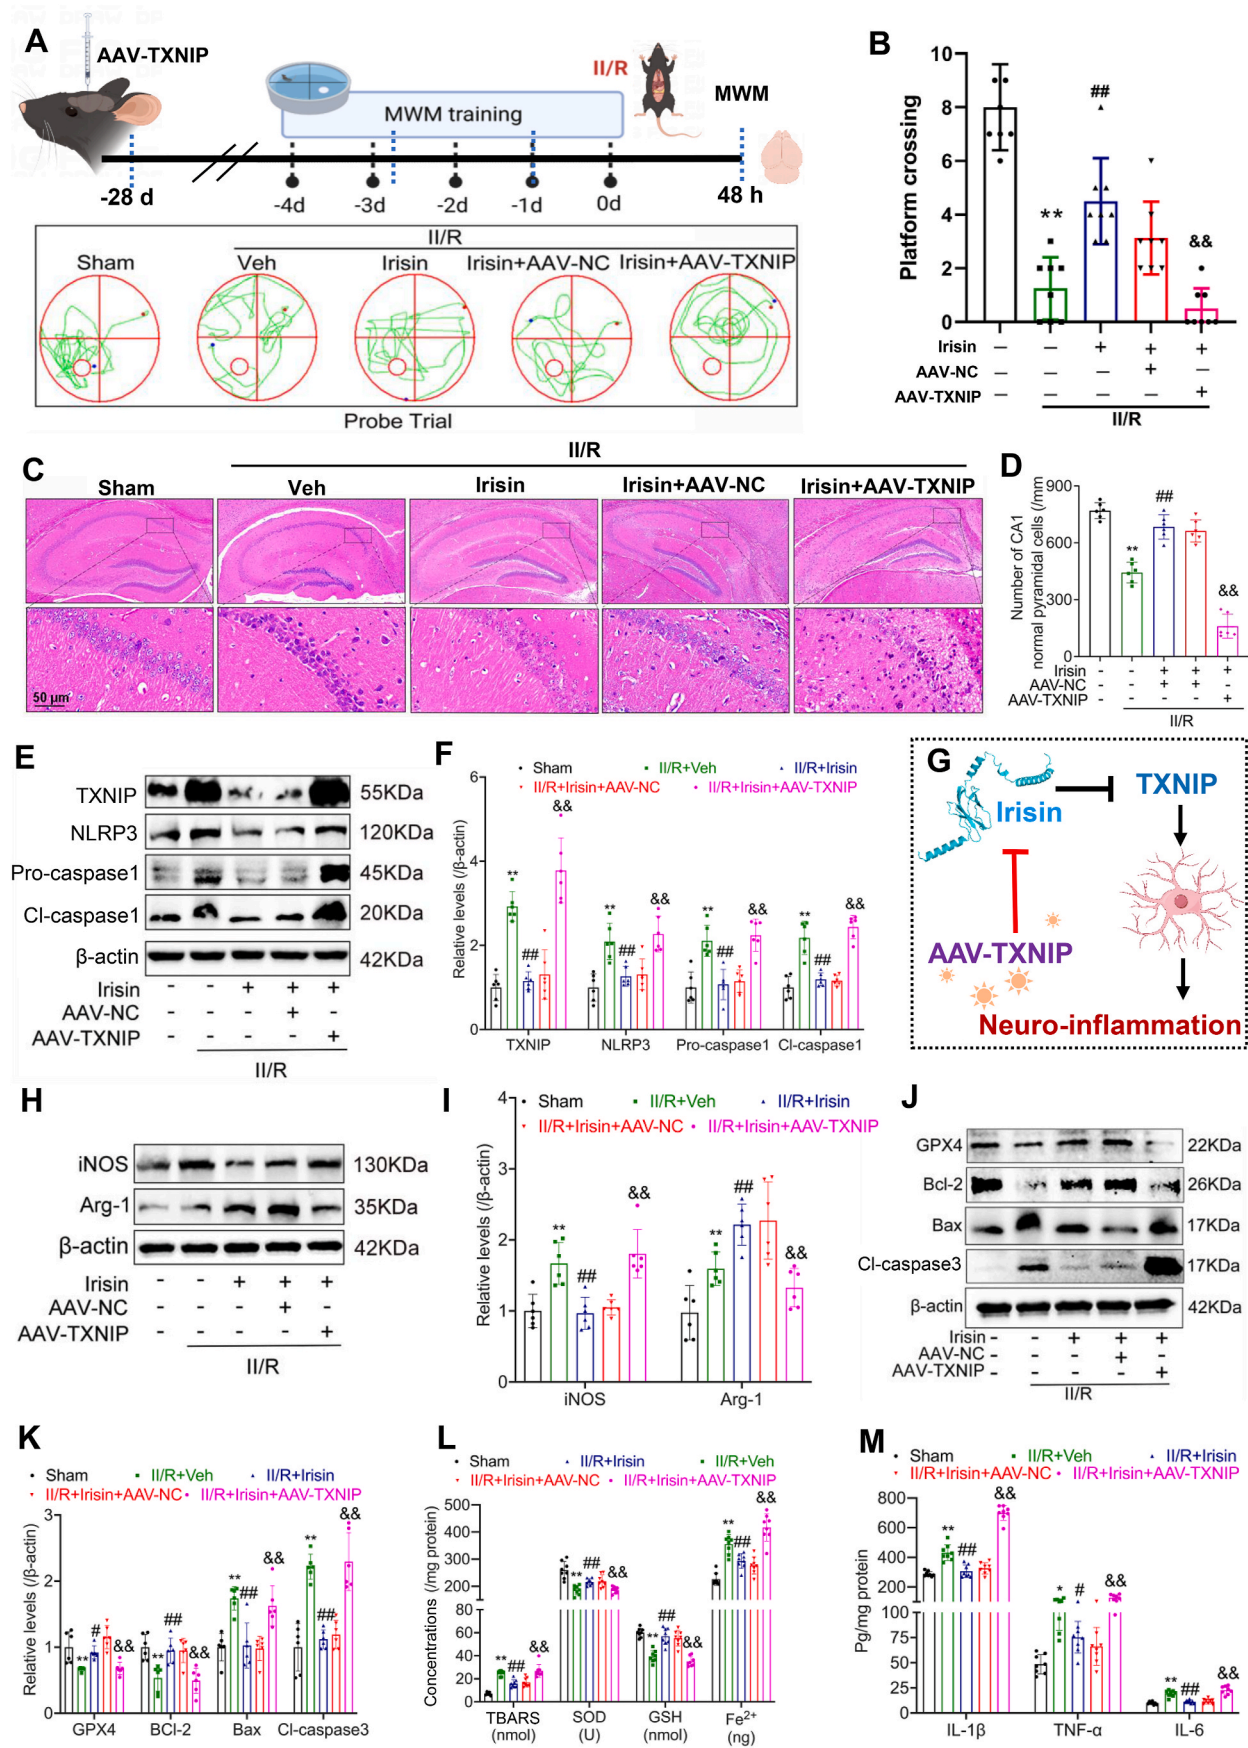 A
AAV-TXNIP
II/R
MWM
MWM training
-28 d
-4d
-3d
-2d
-1d
0d
48 h
II/R
Sham
Veh
Irisin
Irisin+AAV-NC
Irisin+AAV-TXNIP
Probe Trial
B
Platform crossing
10
8
6
4
2
0
**
##
&&
Irisin – – + + +
AAV-NC – – – + –
AAV-TXNIP – – – – +
II/R
C
II/R
Sham
Veh
Irisin
Irisin+AAV-NC
Irisin+AAV-TXNIP
50 μm
D
Number of CA1
normal pyramidal cells (/mm
900
600
300
0
**
##
&&
Irisin - - + + +
AAV-NC - - + + -
AAV-TXNIP - - - - +
II/R
E
TXNIP 55KDa
NLRP3 120KDa
Pro-caspase1 45KDa
Cl-caspase1 20KDa
β-actin 42KDa
Irisin - - + + +
AAV-NC - - - + -
AAV-TXNIP - - - - +
II/R
F
Sham II/R+Veh II/R+Irisin
II/R+Irisin+AAV-NC II/R+Irisin+AAV-TXNIP
Relative levels (/β-actin)
6
4
2
0
** ## &&
** ## &&
** ## &&
** ## &&
TXNIP NLRP3 Pro-caspase1 Cl-caspase1
G
Irisin
TXNIP
AAV-TXNIP
Neuro-inflammation
H
iNOS 130KDa
Arg-1 35KDa
β-actin 42KDa
Irisin - - + + +
AAV-NC - - - + -
AAV-TXNIP - - - - +
II/R
I
Sham II/R+Veh II/R+Irisin
II/R+Irisin+AAV-NC II/R+Irisin+AAV-TXNIP
Relative levels (/β-actin)
4
3
2
1
0
** ## &&
** ## &&
iNOS Arg-1
J
GPX4 22KDa
Bcl-2 26KDa
Bax 17KDa
Cl-caspase3 17KDa
β-actin 42KDa
Irisin - - + + +
AAV-NC - - - + -
AAV-TXNIP - - - - +
II/R
K
Sham II/R+Veh II/R+Irisin
II/R+Irisin+AAV-NC II/R+Irisin+AAV-TXNIP
Relative levels (/β-actin)
3
2
1
0
** # &&
** ## &&
** ## &&
** ## &&
GPX4 BCl-2 Bax Cl-caspase3
L
Sham II/R+Irisin II/R+Veh
II/R+Irisin+AAV-NC II/R+Irisin+AAV-TXNIP
Concentrations (/mg protein)
500
400
300
200
80
60
40
20
0
** ## &&
** ## &&
** ## &&
** ## &&
TBARS SOD GSH Fe²⁺
(nmol) (U) (nmol) (ng)
M
Sham II/R+Veh II/R+Irisin
II/R+Irisin+AAV-NC II/R+Irisin+AAV-TXNIP
Pg/mg protein
800
600
400
200
100
75
50
25
0
** ## &&
* # &&
** ## &&
IL-1β TNF-α IL-6